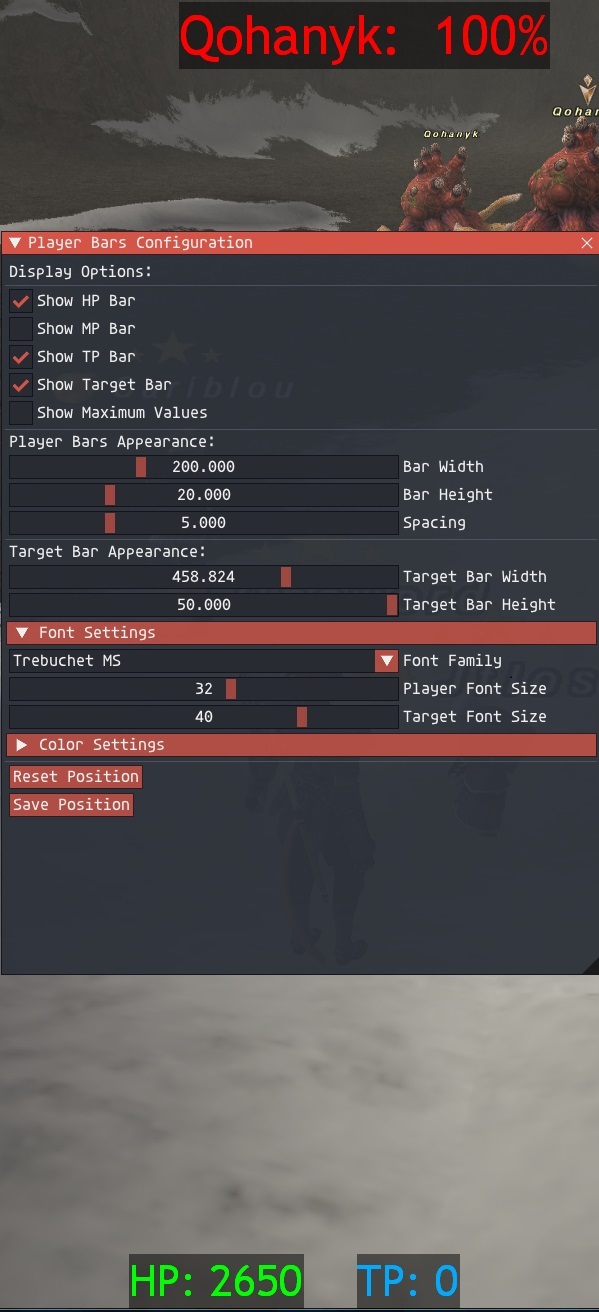 Qohanyk: 100%
Qohanyk
Player Bars Configuration
Display Options:
Show HP Bar
Show MP Bar
Show TP Bar
Show Target Bar
Show Maximum Values
Player Bars Appearance:
200.000 Bar Width
20.000 Bar Height
5.000 Spacing
Target Bar Appearance:
458.824 Target Bar Width
50.000 Target Bar Height
Font Settings
Trebuchet MS Font Family
32 Player Font Size
40 Target Font Size
Color Settings
Reset Position
Save Position
HP: 2650 TP: 0